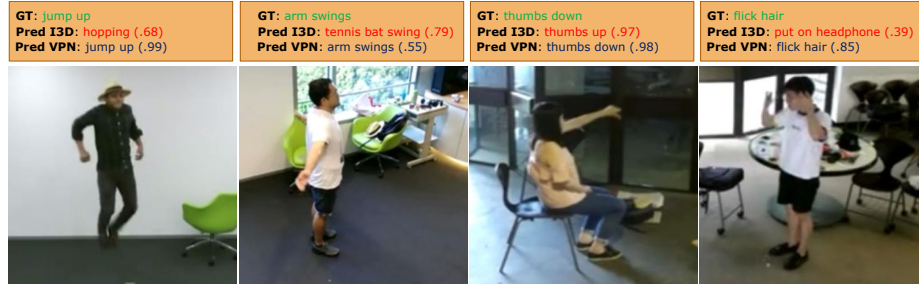 GT: jump up
Pred I3D: hopping (.68)
Pred VPN: jump up (.99)
GT: arm swings
Pred I3D: tennis bat swing (.79)
Pred VPN: arm swings (.55)
GT: thumbs down
Pred I3D: thumbs up (.97)
Pred VPN: thumbs down (.98)
GT: flick hair
Pred I3D: put on headphone (.39)
Pred VPN: flick hair (.85)